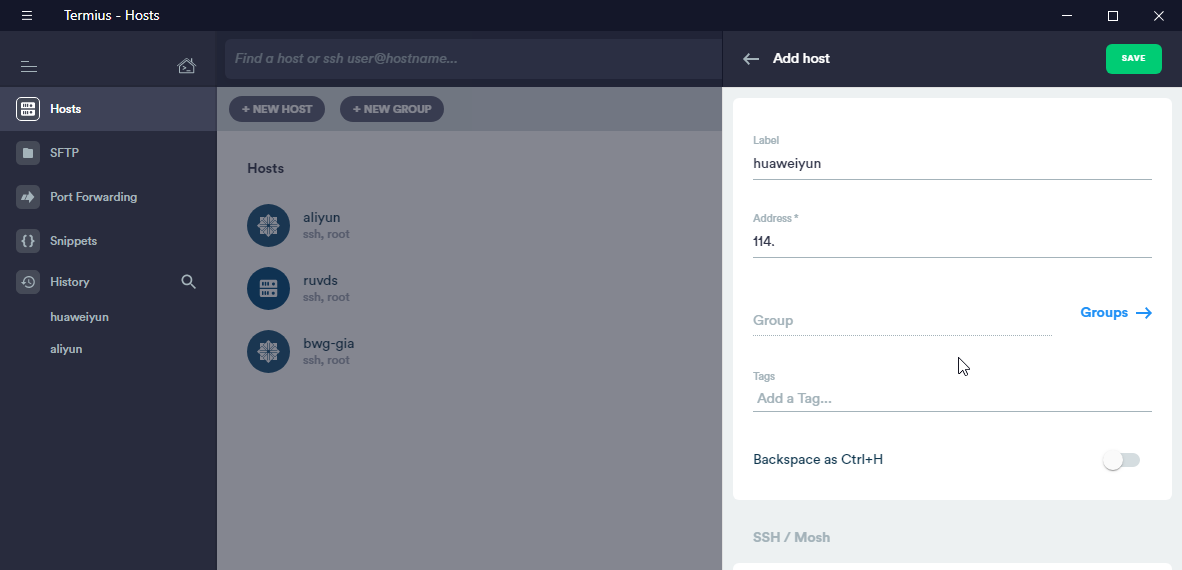 Termius - Hosts
Find a host or ssh user@hostname...
Add host
SAVE
Hosts
SFTP
Port Forwarding
Snippets
History
huaweiyun
aliyun
+ NEW HOST
+ NEW GROUP
Hosts
aliyun
ssh, root
ruvds
ssh, root
bwg-gia
ssh, root
Label
huaweiyun
Address *
114.
Group
Groups
Tags
Add a Tag...
Backspace as Ctrl+H
SSH / Mosh